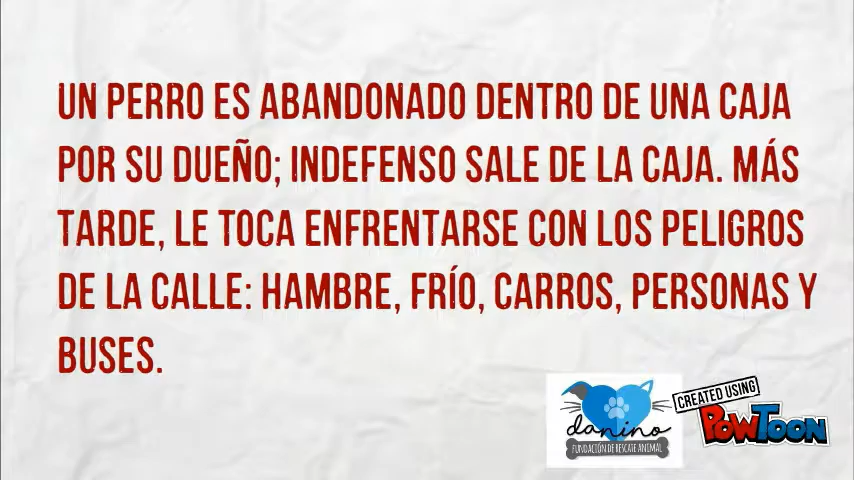 UN PERRO ES ABANDONADO DENTRO DE UNA CAJA
POR SU DUEÑO; INDEFENSO SALE DE LA CAJA. MÁS
TARDE, LE TOCA ENFRENTARSE CON LOS PELIGROS
DE LA CALLE: HAMBRE, FRÍO, CARROS, PERSONAS Y
BUSES.
danino
FUNDACIÓN DE RESCATE ANIMAL
CREATED USING
POWTOON